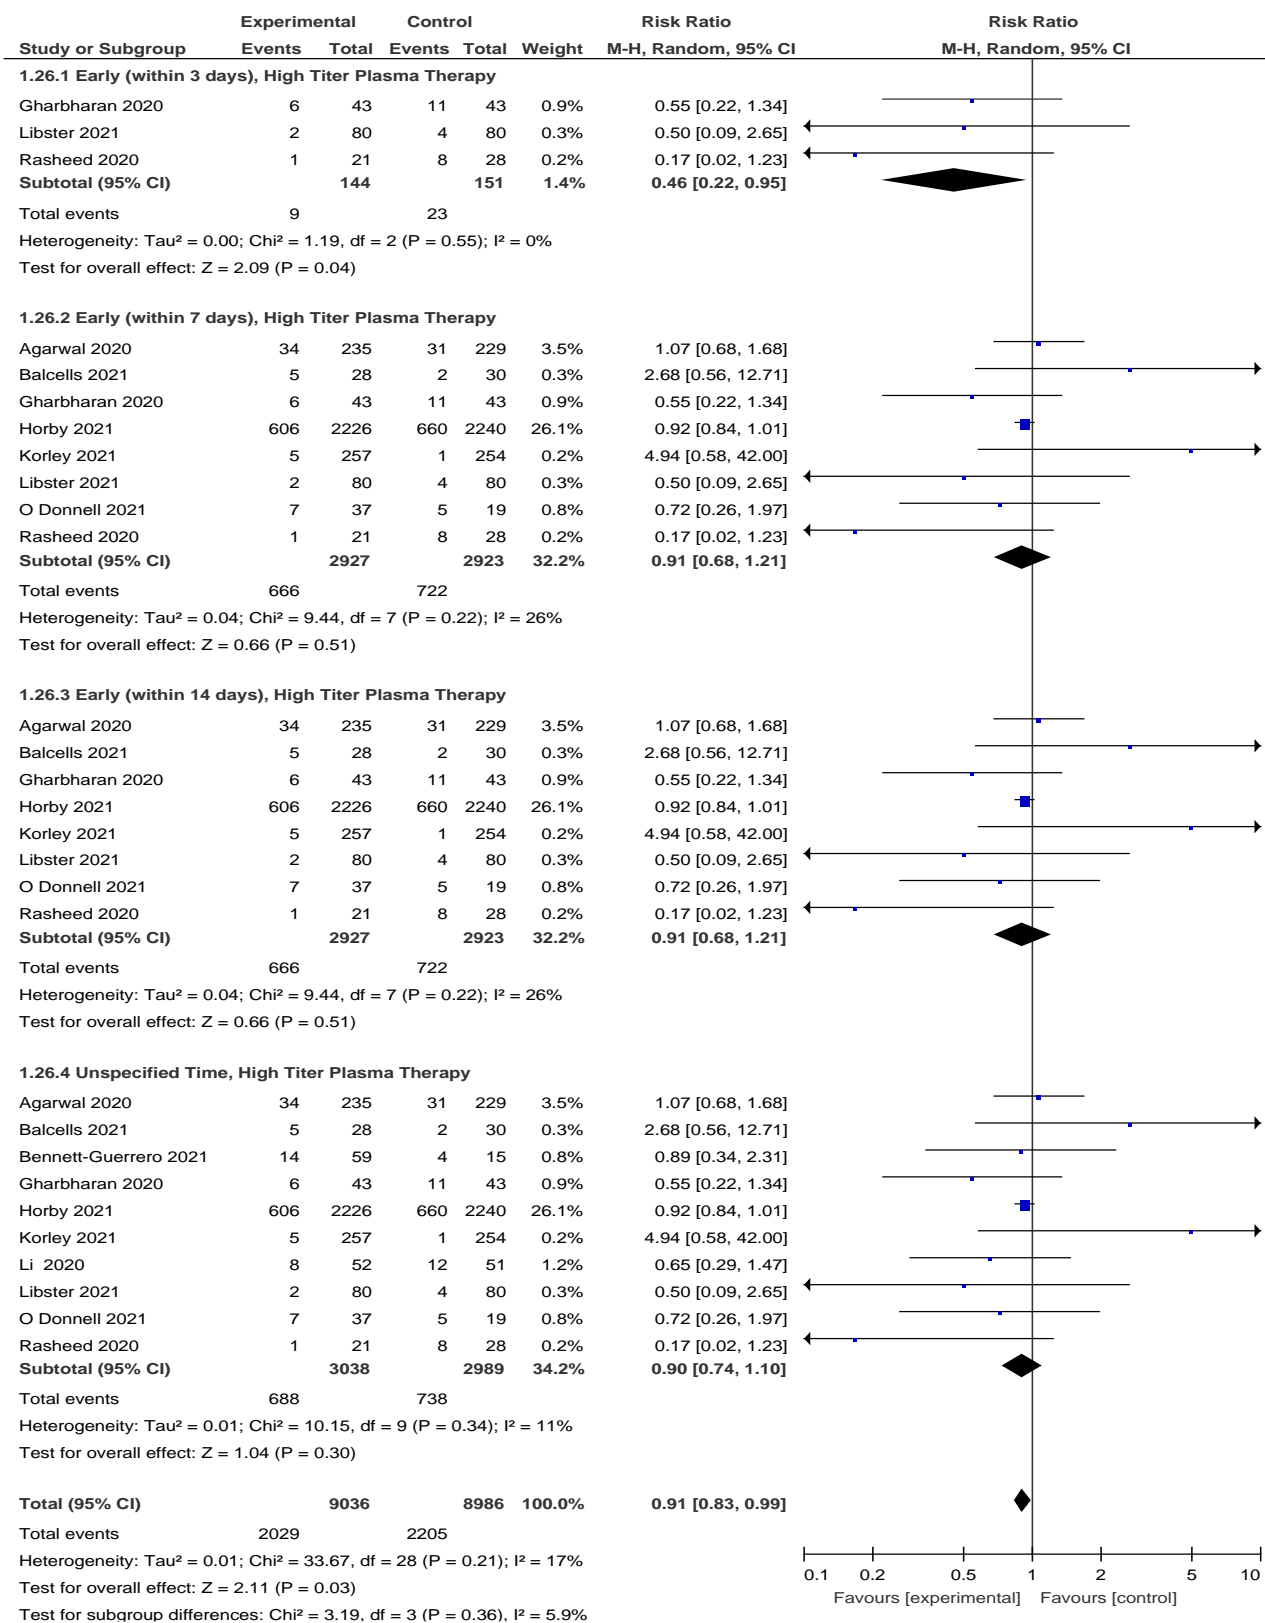 Experimental Control Risk Ratio Risk Ratio
Study or Subgroup Events Total Events Total Weight M-H, Random, 95% CI M-H, Random, 95% CI
1.26.1 Early (within 3 days), High Titer Plasma Therapy
Gharbharan 2020 6 43 11 43 0.9% 0.55 [0.22, 1.34]
Libster 2021 2 80 4 80 0.3% 0.50 [0.09, 2.65]
Rasheed 2020 1 21 8 28 0.2% 0.17 [0.02, 1.23]
Subtotal (95% CI) 144 151 1.4% 0.46 [0.22, 0.95]
Total events 9 23
Heterogeneity: Tau² = 0.00; Chi² = 1.19, df = 2 (P = 0.55); I² = 0%
Test for overall effect: Z = 2.09 (P = 0.04)
1.26.2 Early (within 7 days), High Titer Plasma Therapy
Agarwal 2020 34 235 31 229 3.5% 1.07 [0.68, 1.68]
Balcells 2021 5 28 2 30 0.3% 2.68 [0.56, 12.71]
Gharbharan 2020 6 43 11 43 0.9% 0.55 [0.22, 1.34]
Horby 2021 606 2226 660 2240 26.1% 0.92 [0.84, 1.01]
Korley 2021 5 257 1 254 0.2% 4.94 [0.58, 42.00]
Libster 2021 2 80 4 80 0.3% 0.50 [0.09, 2.65]
O Donnell 2021 7 37 5 19 0.8% 0.72 [0.26, 1.97]
Rasheed 2020 1 21 8 28 0.2% 0.17 [0.02, 1.23]
Subtotal (95% CI) 2927 2923 32.2% 0.91 [0.68, 1.21]
Total events 666 722
Heterogeneity: Tau² = 0.04; Chi² = 9.44, df = 7 (P = 0.22); I² = 26%
Test for overall effect: Z = 0.66 (P = 0.51)
1.26.3 Early (within 14 days), High Titer Plasma Therapy
Agarwal 2020 34 235 31 229 3.5% 1.07 [0.68, 1.68]
Balcells 2021 5 28 2 30 0.3% 2.68 [0.56, 12.71]
Gharbharan 2020 6 43 11 43 0.9% 0.55 [0.22, 1.34]
Horby 2021 606 2226 660 2240 26.1% 0.92 [0.84, 1.01]
Korley 2021 5 257 1 254 0.2% 4.94 [0.58, 42.00]
Libster 2021 2 80 4 80 0.3% 0.50 [0.09, 2.65]
O Donnell 2021 7 37 5 19 0.8% 0.72 [0.26, 1.97]
Rasheed 2020 1 21 8 28 0.2% 0.17 [0.02, 1.23]
Subtotal (95% CI) 2927 2923 32.2% 0.91 [0.68, 1.21]
Total events 666 722
Heterogeneity: Tau² = 0.04; Chi² = 9.44, df = 7 (P = 0.22); I² = 26%
Test for overall effect: Z = 0.66 (P = 0.51)
1.26.4 Unspecified Time, High Titer Plasma Therapy
Agarwal 2020 34 235 31 229 3.5% 1.07 [0.68, 1.68]
Balcells 2021 5 28 2 30 0.3% 2.68 [0.56, 12.71]
Bennett-Guerrero 2021 14 59 4 15 0.8% 0.89 [0.34, 2.31]
Gharbharan 2020 6 43 11 43 0.9% 0.55 [0.22, 1.34]
Horby 2021 606 2226 660 2240 26.1% 0.92 [0.84, 1.01]
Korley 2021 5 257 1 254 0.2% 4.94 [0.58, 42.00]
Li 2020 8 52 12 51 1.2% 0.65 [0.29, 1.47]
Libster 2021 2 80 4 80 0.3% 0.50 [0.09, 2.65]
O Donnell 2021 7 37 5 19 0.8% 0.72 [0.26, 1.97]
Rasheed 2020 1 21 8 28 0.2% 0.17 [0.02, 1.23]
Subtotal (95% CI) 3038 2989 34.2% 0.90 [0.74, 1.10]
Total events 688 738
Heterogeneity: Tau² = 0.01; Chi² = 10.15, df = 9 (P = 0.34); I² = 11%
Test for overall effect: Z = 1.04 (P = 0.30)
Total (95% CI) 9036 8986 100.0% 0.91 [0.83, 0.99]
Total events 2029 2205
Heterogeneity: Tau² = 0.01; Chi² = 33.67, df = 28 (P = 0.21); I² = 17%
Test for overall effect: Z = 2.11 (P = 0.03)
Test for subgroup differences: Chi² = 3.19, df = 3 (P = 0.36), I² = 5.9%
0.1 0.2 0.5 1 2 5 10
Favours [experimental] Favours [control]